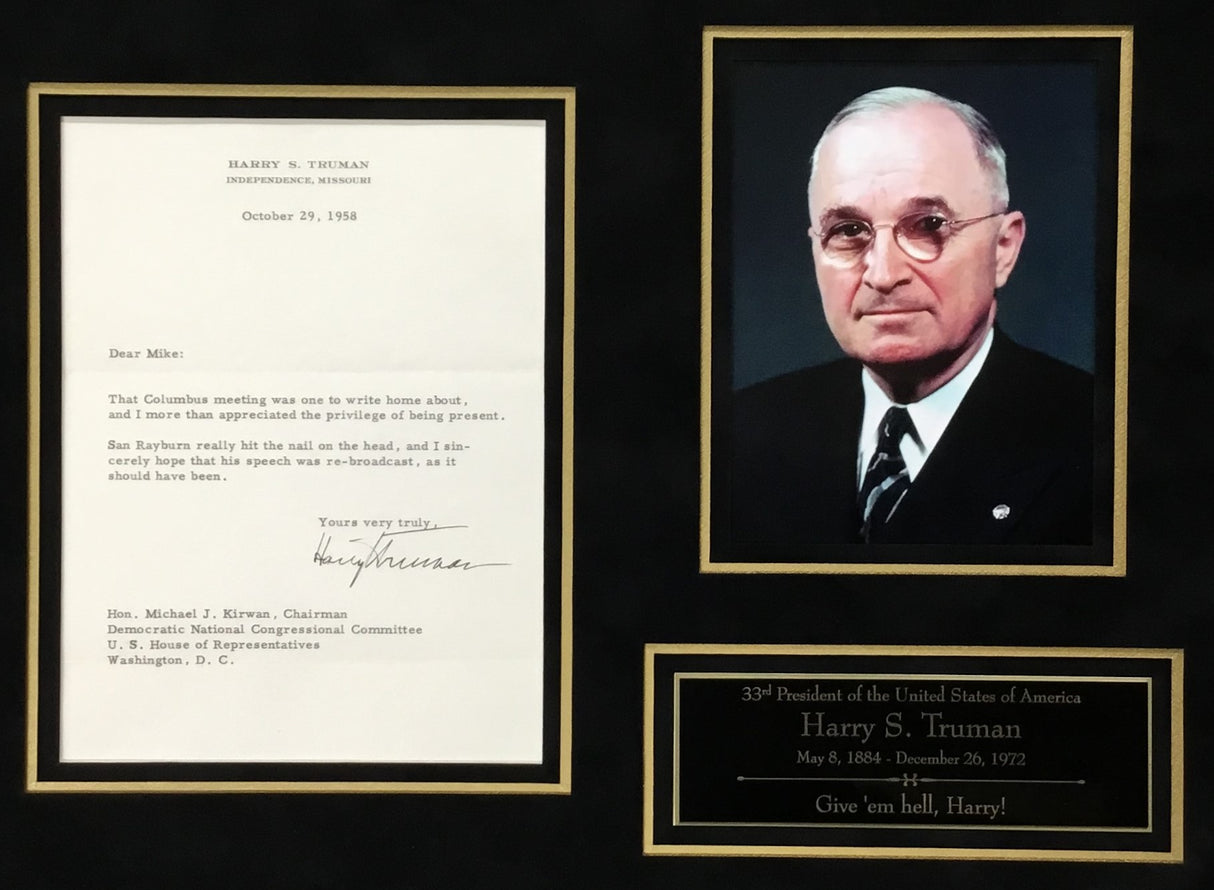 HARRY S. TRUMAN
INDEPENDENCE, MISSOURI
October 29, 1958
Dear Mike:
That Columbus meeting was one to write home about,
and I more than appreciated the privilege of being present.
San Rayburn really hit the nail on the head, and I sin-
cerely hope that his speech was re-broadcast, as it
should have been.
Yours very truly,
Harry Truman
Hon. Michael J. Kirwan, Chairman
Democratic National Congressional Committee
U. S. House of Representatives
Washington, D. C.
33rd President of the United States of America
Harry S. Truman
May 8, 1884 - December 26, 1972
Give 'em hell, Harry!